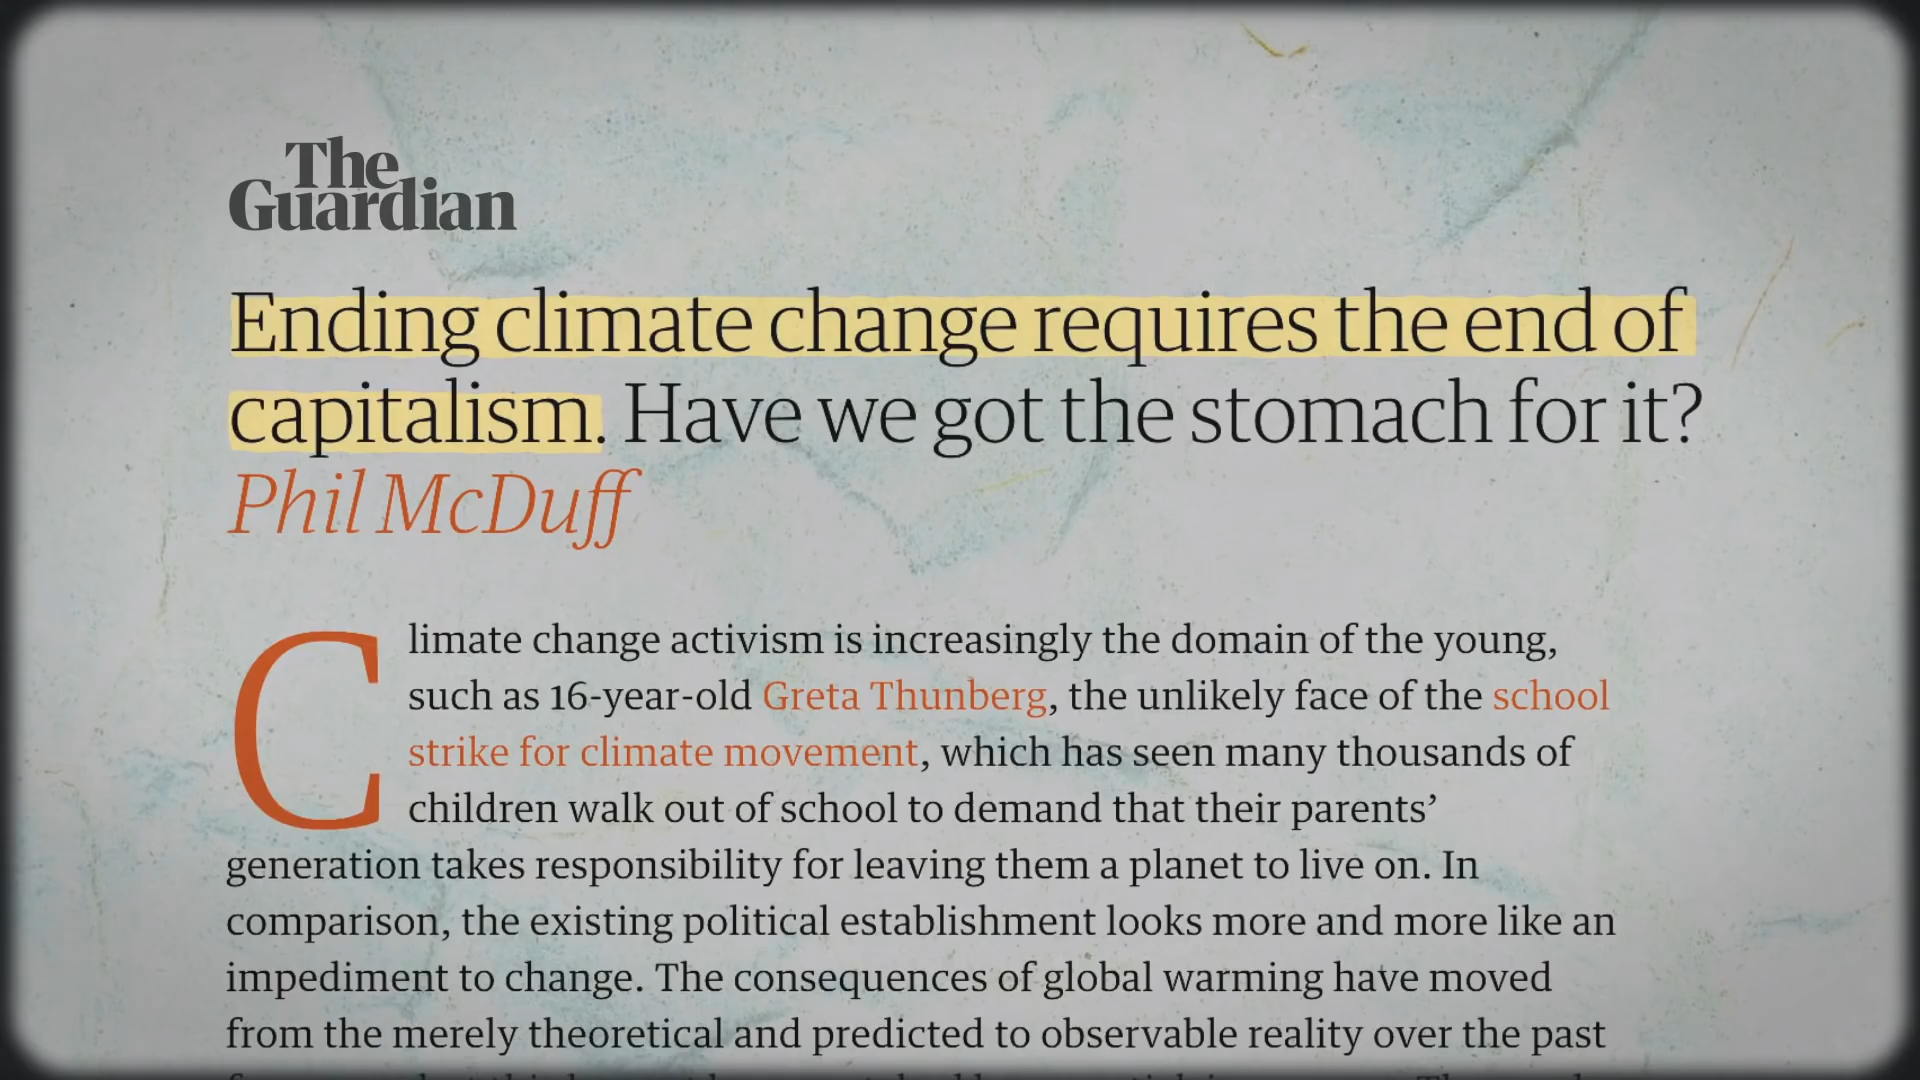 The
Guardian
Ending climate change requires the end of
capitalism. Have we got the stomach for it?
Phil McDuff
Climate change activism is increasingly the domain of the young,
such as 16-year-old Greta Thunberg, the unlikely face of the school
strike for climate movement, which has seen many thousands of
children walk out of school to demand that their parents’
generation takes responsibility for leaving them a planet to live on. In
comparison, the existing political establishment looks more and more like an
impediment to change. The consequences of global warming have moved
from the merely theoretical and predicted to observable reality over the past